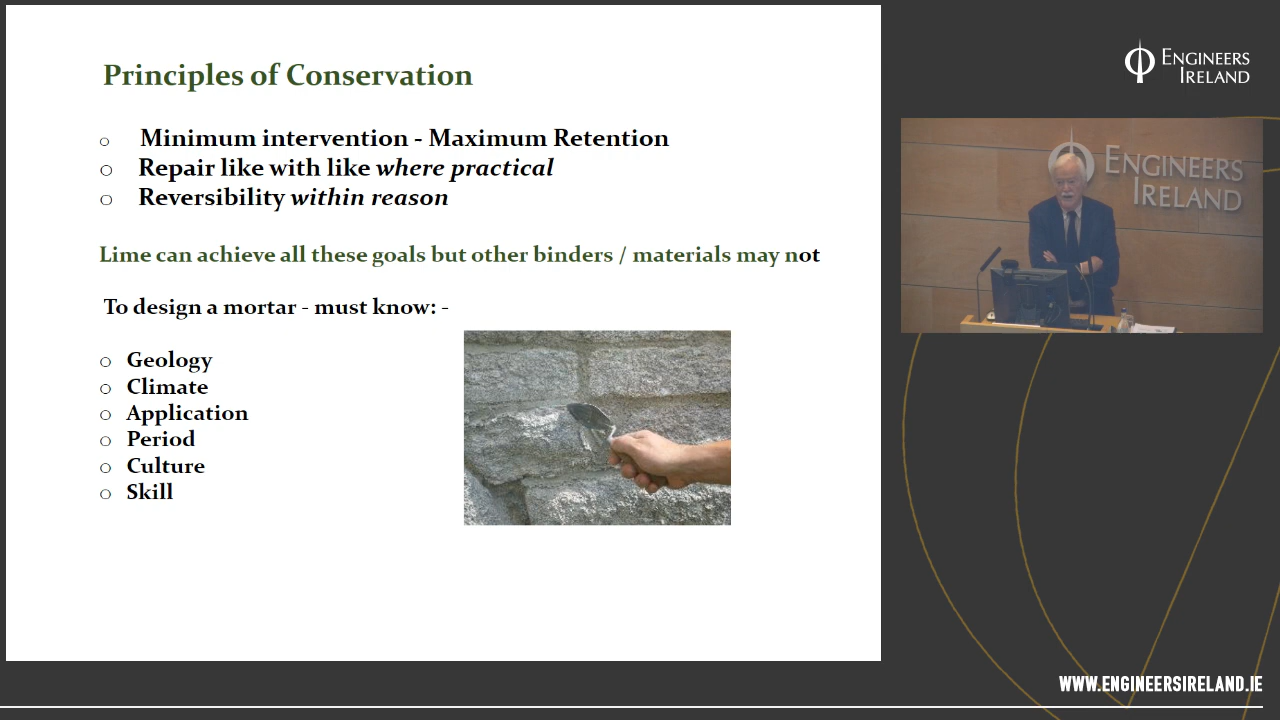 Principles of Conservation
o Minimum intervention - Maximum Retention
o Repair like with like where practical
o Reversibility within reason
Lime can achieve all these goals but other binders / materials may not
To design a mortar - must know: -
o Geology
o Climate
o Application
o Period
o Culture
o Skill
ENGINEERS
IRELAND
ENGINEERS
IRELAND
WWW.ENGINEERSIRELAND.IE